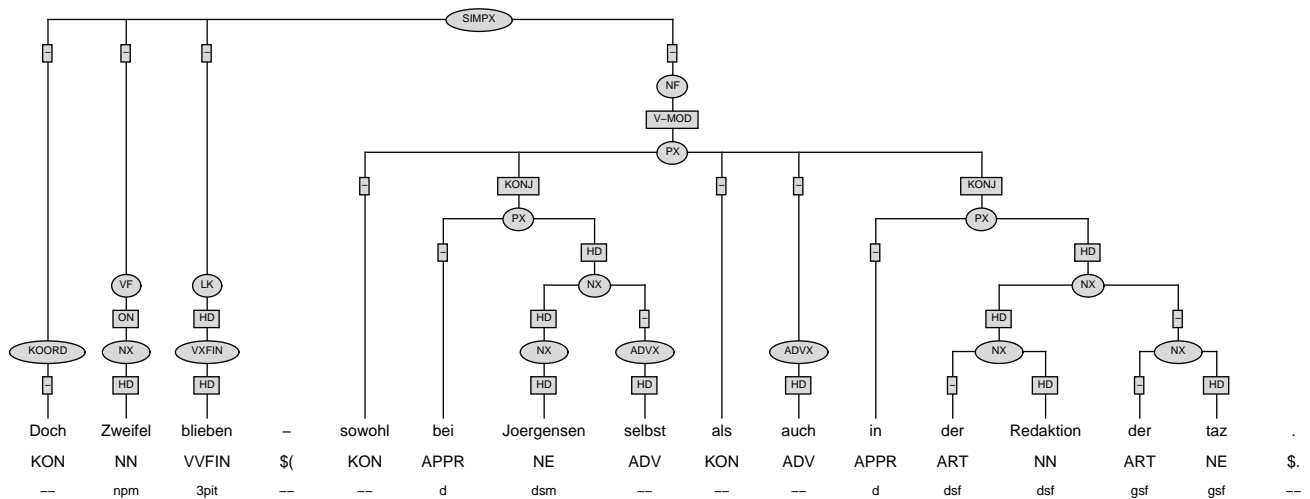 SIMPX
– – – –
NF
V–MOD
PX
– KONJ – – KONJ
PX PX
– HD – HD
VF LK NX NX
ON HD HD – HD –
KOORD NX VXFIN NX ADVX ADVX NX NX
– HD HD HD HD HD – HD – HD
Doch Zweifel blieben – sowohl bei Joergensen selbst als auch in der Redaktion der taz .
KON NN VVFIN $( KON APPR NE ADV KON ADV APPR ART NN ART NE $.
–– npm 3pit –– –– d dsm –– –– –– d dsf dsf gsf gsf ––